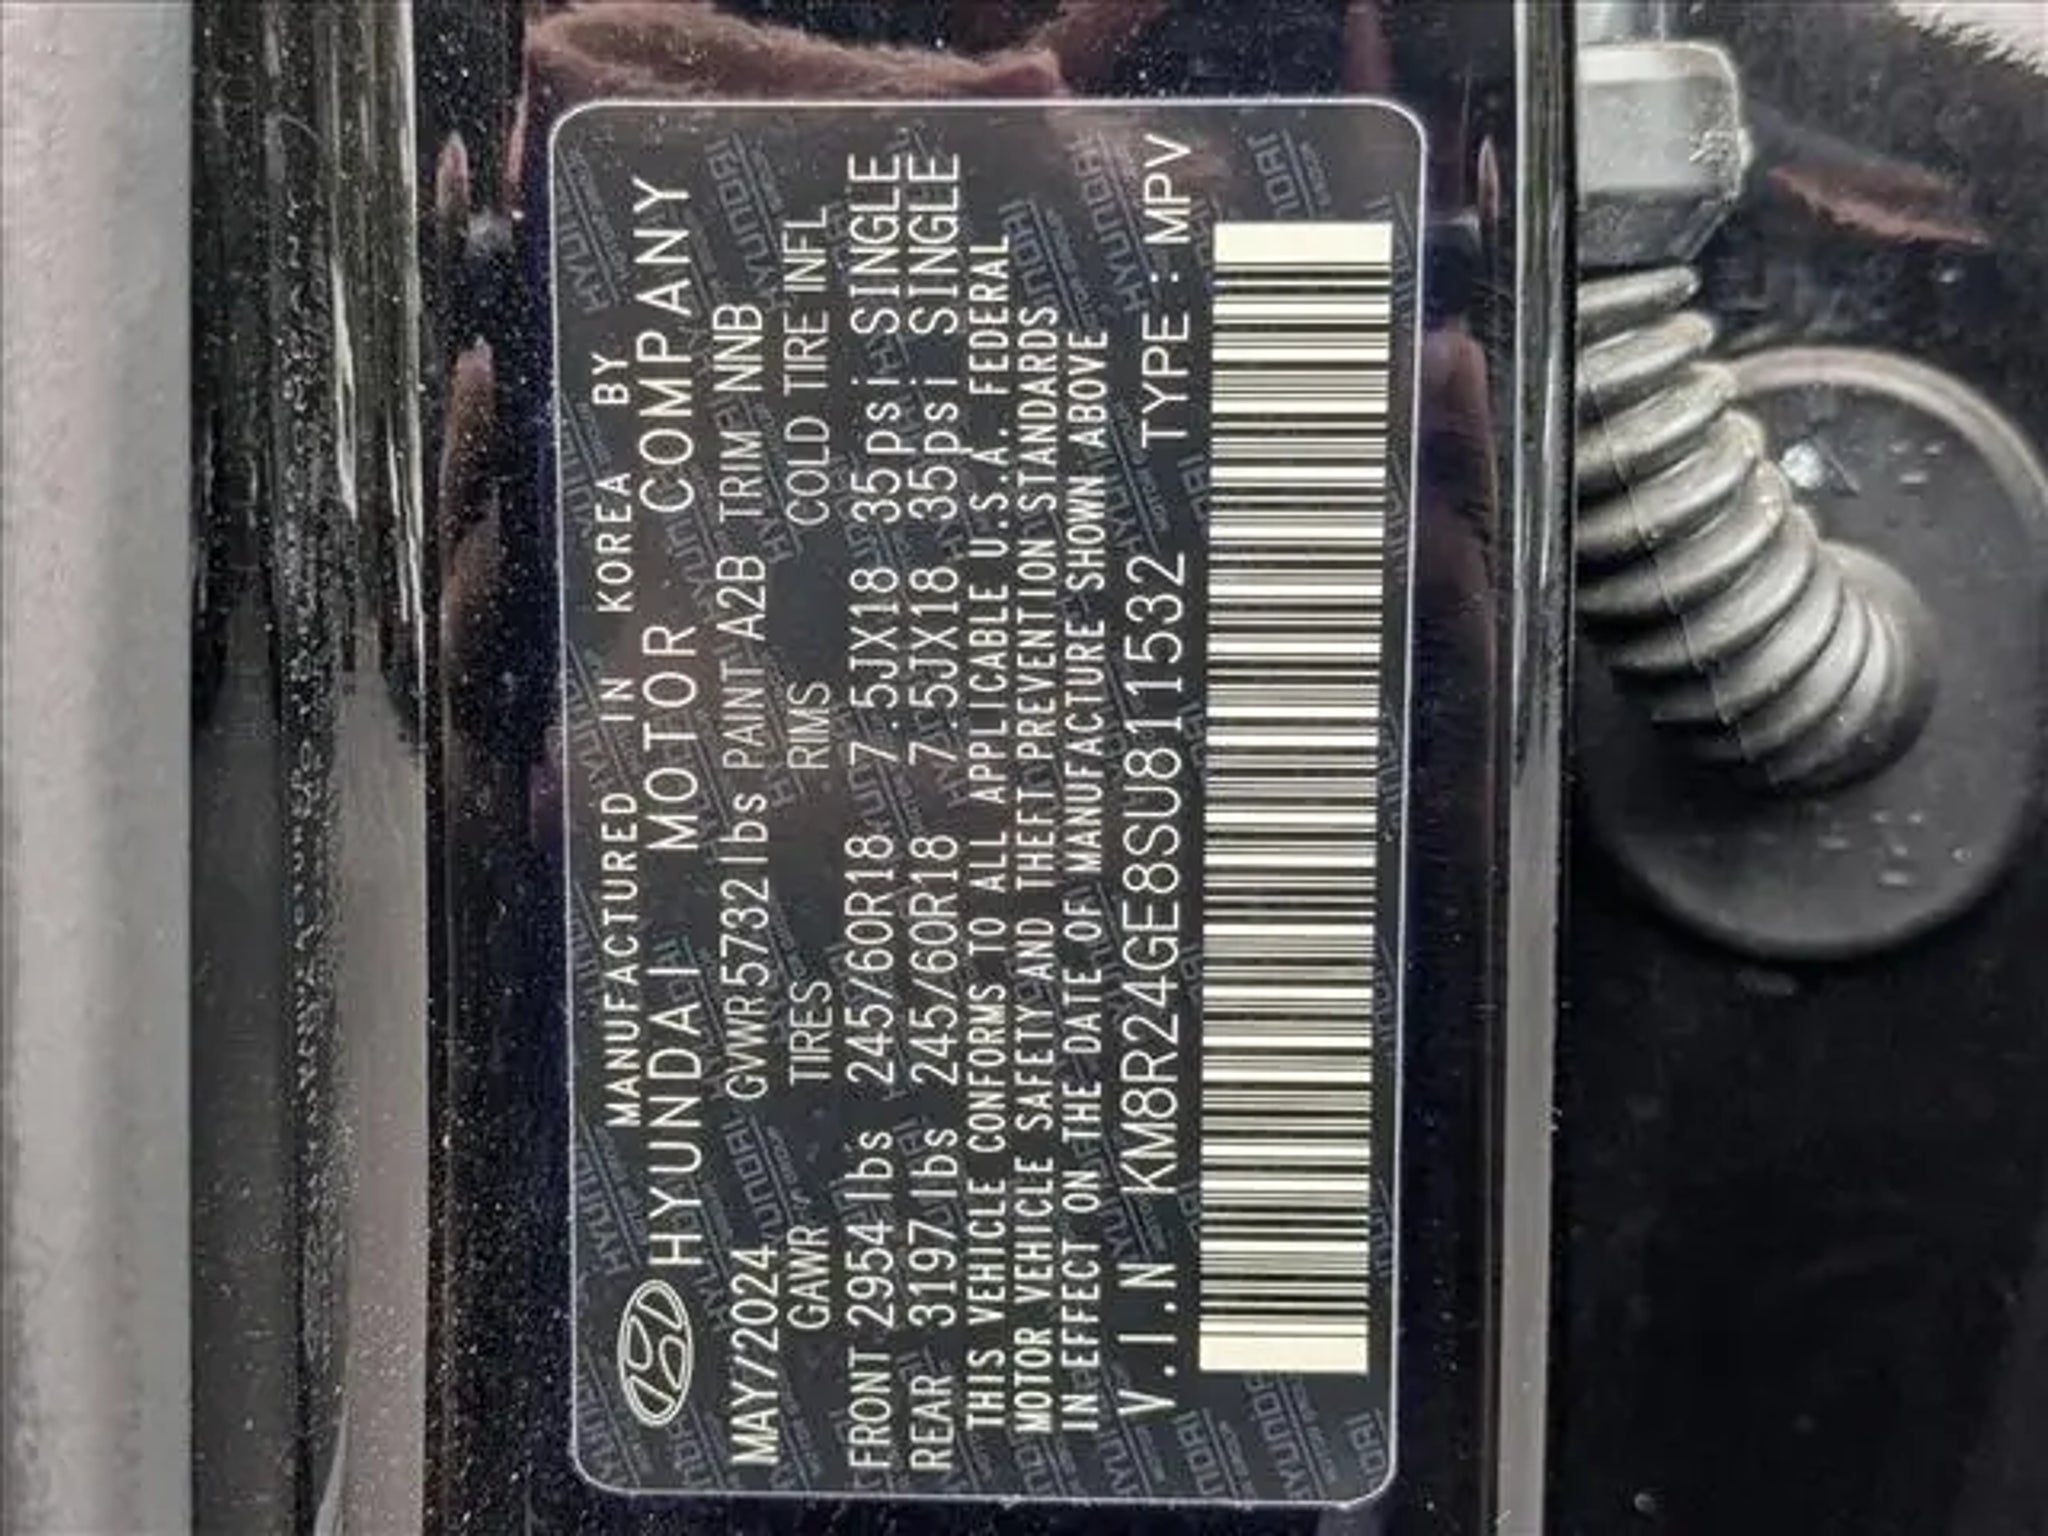 MANUFACTURED IN KOREA BY
HYUNDAI MOTOR COMPANY
MAY/2024 GVWR5732lbs PAINT A2B TRIM NNB
GAWR TIRES RIMS COLD TIRE INFL
FRONT 2954 lbs 245/60R18 7.5JX18 35psi SINGLE
REAR 3197 lbs 245/60R18 7.5JX18 35psi SINGLE
THIS VEHICLE CONFORMS TO ALL APPLICABLE U.S.A. FEDERAL
MOTOR VEHICLE SAFETY AND THEFT PREVENTION STANDARDS
IN EFFECT ON THE DATE OF MANUFACTURE SHOWN ABOVE
V.I.N KM8R24GE8SU811532 TYPE : MPV